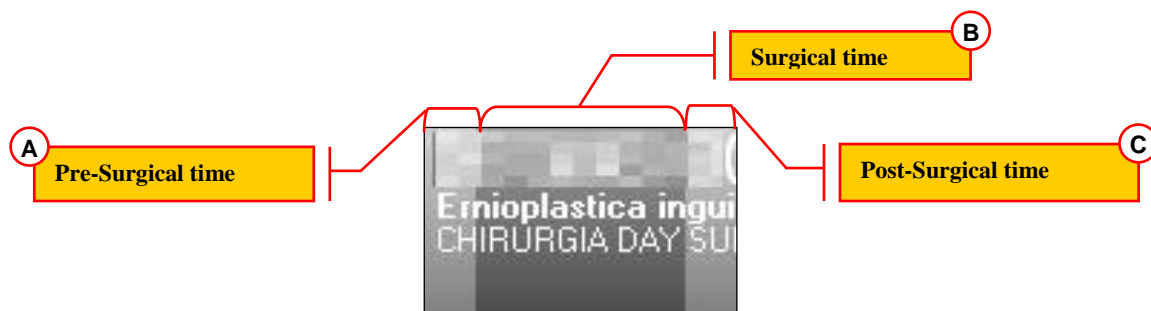 B
Surgical time
A
Pre-Surgical time
C
Post-Surgical time
Ernioplastica ingui
CHIRURGIA DAY SU